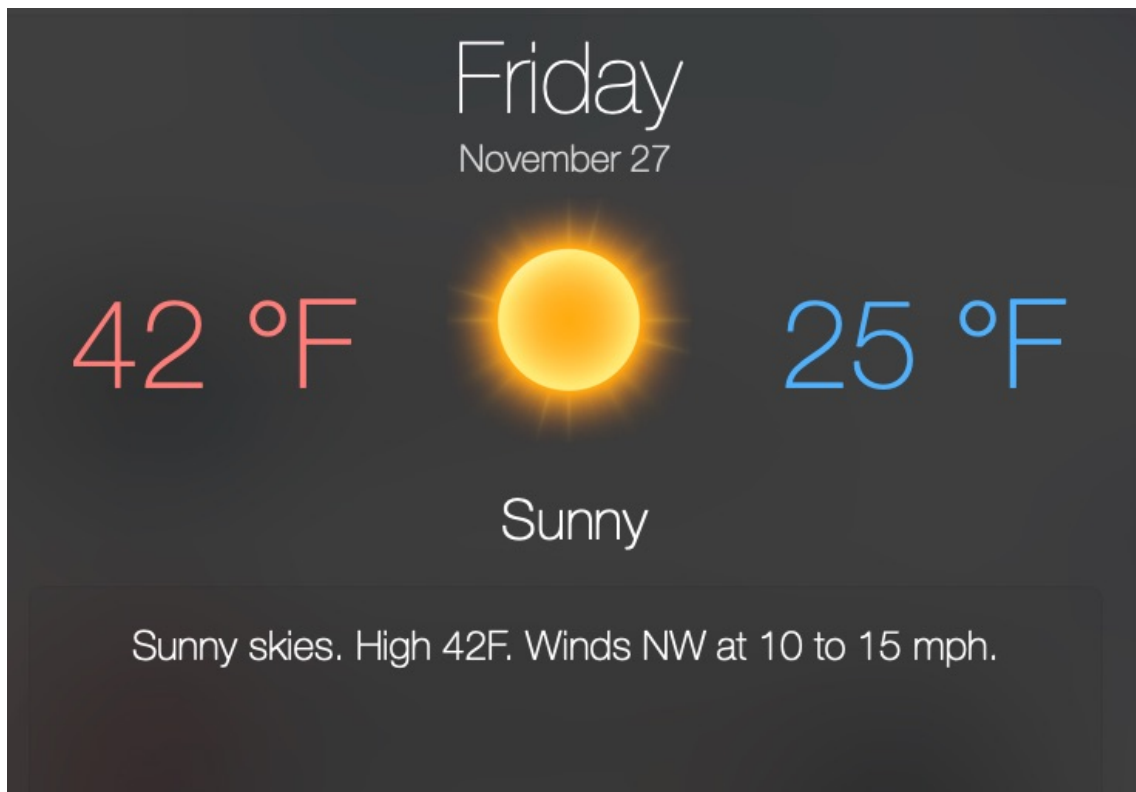 Friday
November 27
42 °F
25 °F
Sunny
Sunny skies. High 42F. Winds NW at 10 to 15 mph.